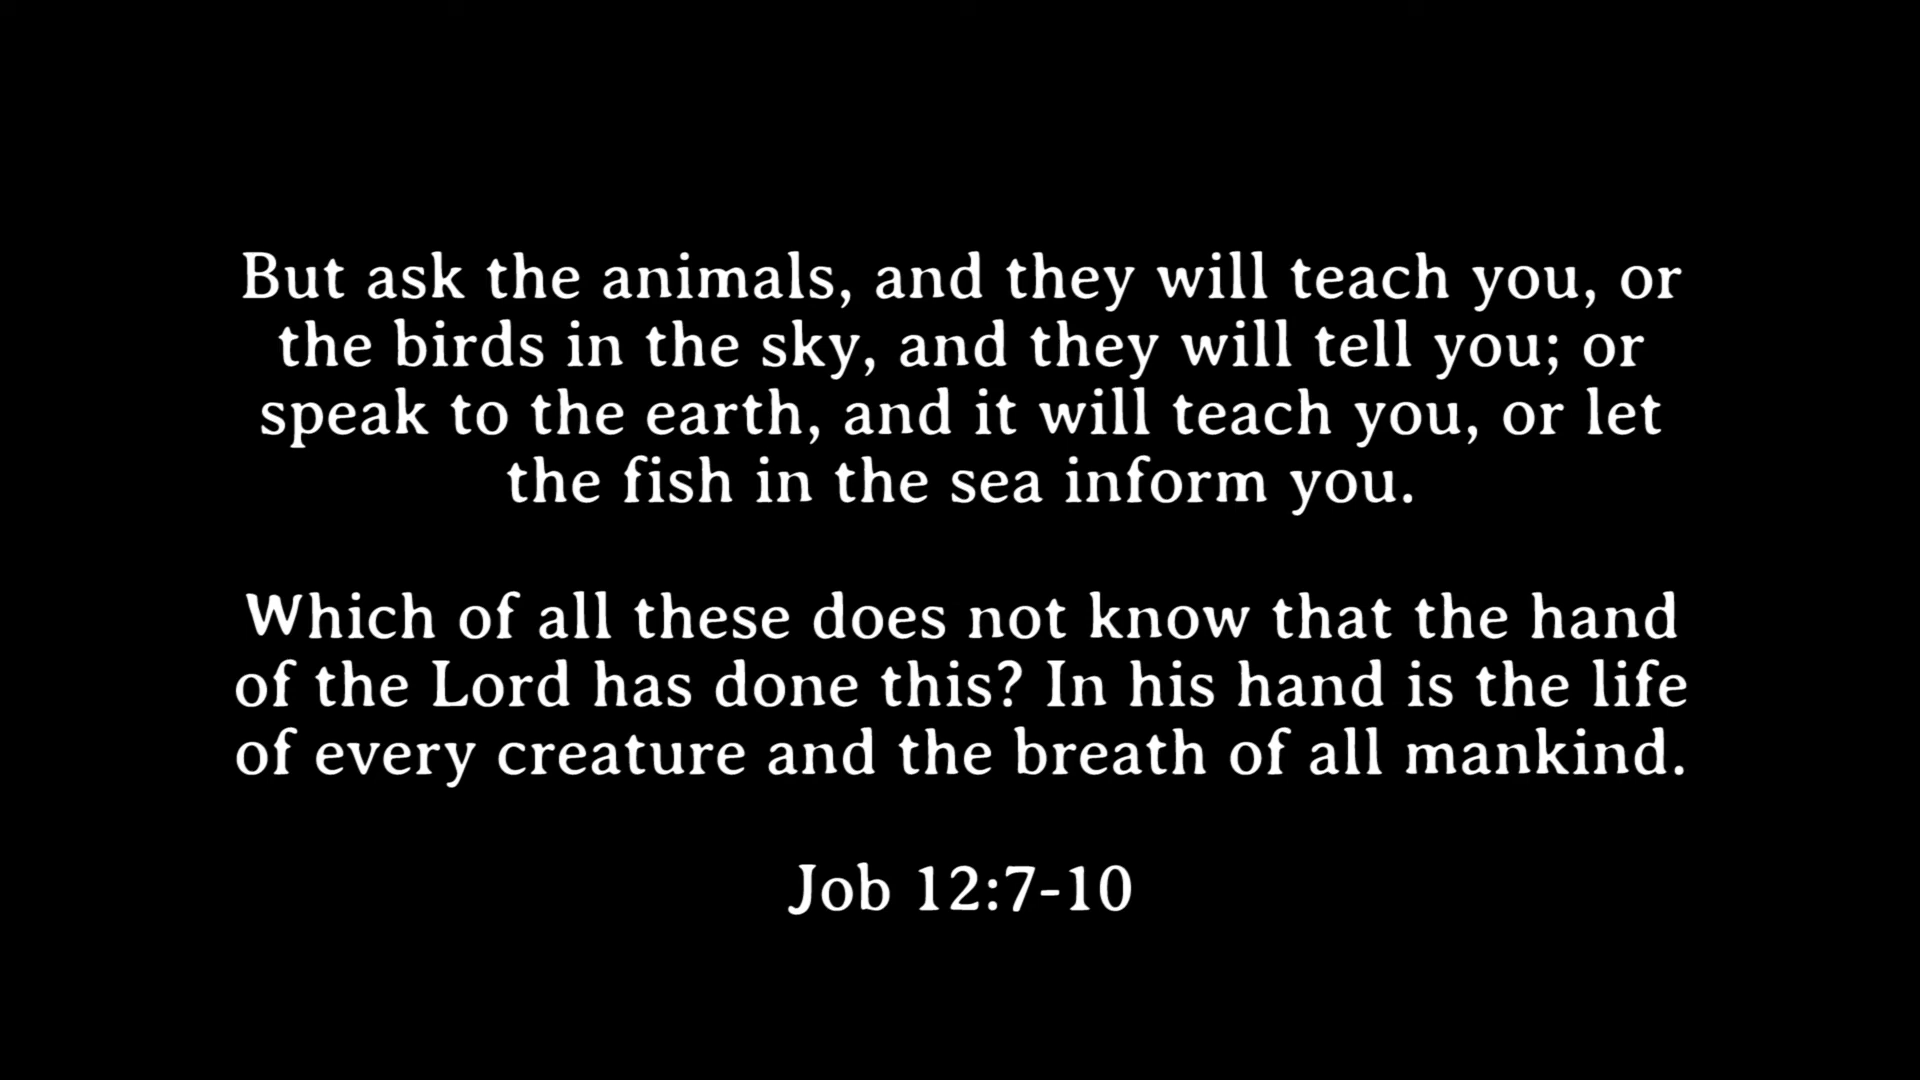 But ask the animals, and they will teach you, or
the birds in the sky, and they will tell you; or
speak to the earth, and it will teach you, or let
the fish in the sea inform you.
Which of all these does not know that the hand
of the Lord has done this? In his hand is the life
of every creature and the breath of all mankind.
Job 12:7-10